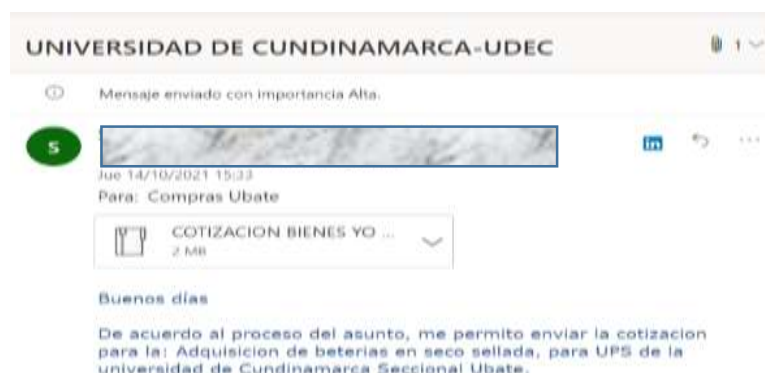 UNIVERSIDAD DE CUNDINAMARCA-UDEC
1
Mensaje enviado con importancia Alta.
S
in
Jue 14/10/2021 15:33
Para: Compras Ubate
COTIZACION BIENES YO ...
2 MB
Buenos días
De acuerdo al proceso del asunto, me permito enviar la cotizacion
para la: Adquisicion de beterias en seco sellada, para UPS de la
universidad de Cundinamarca Seccional Ubate.